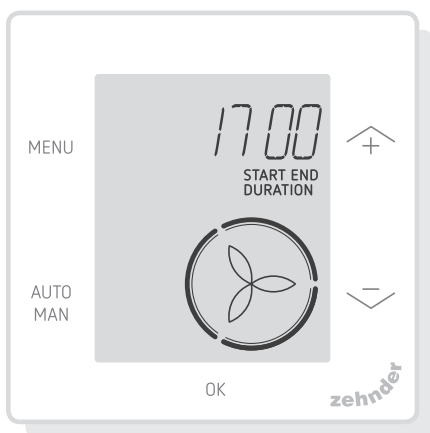 17 00
START END
DURATION
MENU
+
AUTO
MAN
−
OK
zehnder